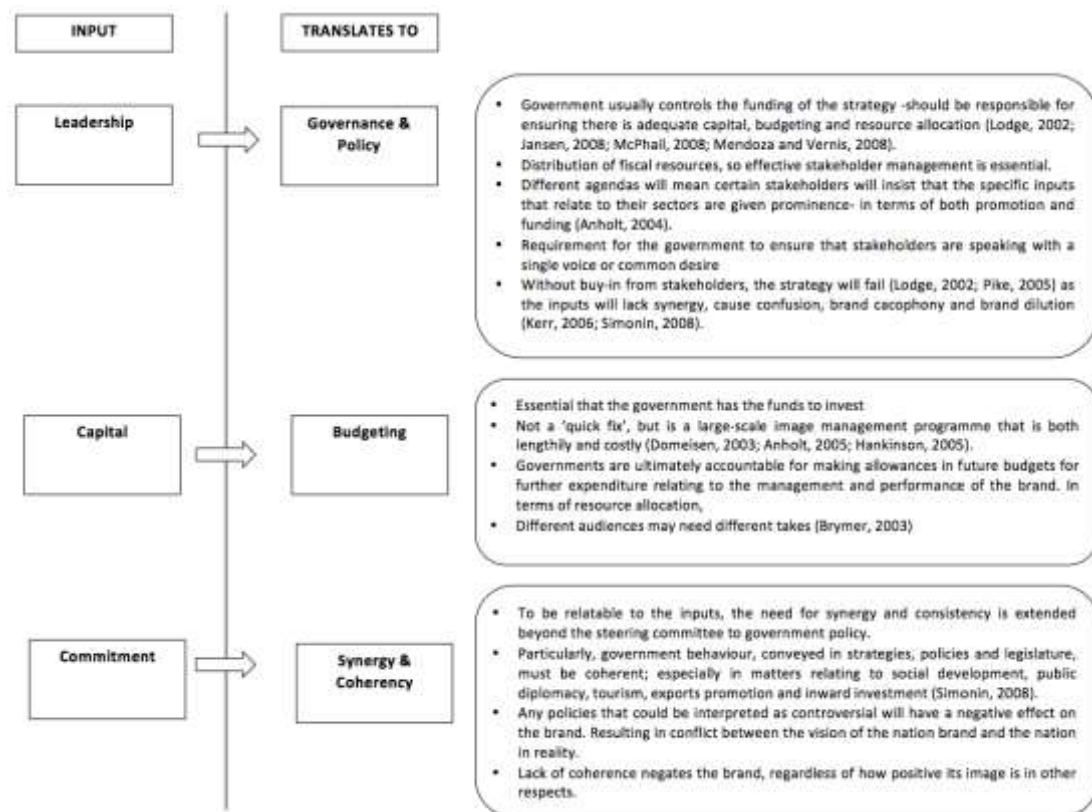 INPUT
TRANSLATES TO
Leadership
Governance &
Policy
• Government usually controls the funding of the strategy -should be responsible for
ensuring there is adequate capital, budgeting and resource allocation (Lodge, 2002;
Jansen, 2008; McPhail, 2008; Mendoza and Vernis, 2008).
• Distribution of fiscal resources, so effective stakeholder management is essential.
• Different agendas will mean certain stakeholders will insist that the specific inputs
that relate to their sectors are given prominence- in terms of both promotion and
funding (Anholt, 2004).
• Requirement for the government to ensure that stakeholders are speaking with a
single voice or common desire
• Without buy-in from stakeholders, the strategy will fail (Lodge, 2002; Pike, 2005) as
the inputs will lack synergy, cause confusion, brand cacophony and brand dilution
(Kerr, 2006; Simonin, 2008).
Capital
Budgeting
• Essential that the government has the funds to invest
• Not a 'quick fix', but is a large-scale image management programme that is both
lengthily and costly (Domeisen, 2003; Anholt, 2005; Hankinson, 2005).
• Governments are ultimately accountable for making allowances in future budgets for
further expenditure relating to the management and performance of the brand. In
terms of resource allocation,
• Different audiences may need different takes (Brymer, 2003)
Commitment
Synergy &
Coherency
• To be relatable to the inputs, the need for synergy and consistency is extended
beyond the steering committee to government policy.
• Particularly, government behaviour, conveyed in strategies, policies and legislature,
must be coherent; especially in matters relating to social development, public
diplomacy, tourism, exports promotion and inward investment (Simonin, 2008).
• Any policies that could be interpreted as controversial will have a negative effect on
the brand. Resulting in conflict between the vision of the nation brand and the nation
in reality.
• Lack of coherence negates the brand, regardless of how positive its image is in other
respects.